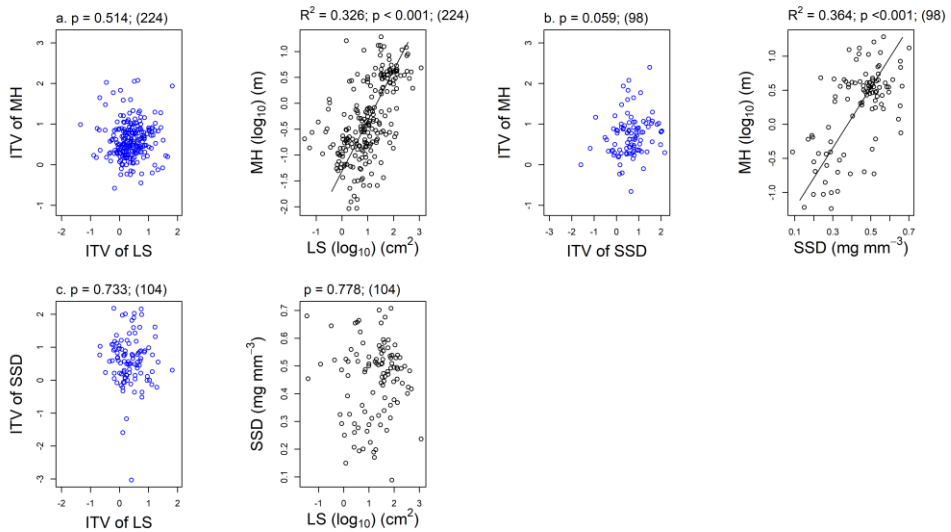 a. p = 0.514; (224)
ITV of MH
3
2
1
0
-1
-2 -1 0 1 2
ITV of LS
R² = 0.326; p < 0.001; (224)
MH (log₁₀) (m)
1.0
0.5
0.0
-0.5
-1.0
-1.5
-2.0
-1 0 1 2 3
LS (log₁₀) (cm²)
b. p = 0.059; (98)
ITV of MH
3
2
1
0
-1
-2 -1 0 1 2
ITV of SSD
R² = 0.364; p <0.001; (98)
MH (log₁₀) (m)
1.0
0.5
0.0
-0.5
-1.0
0.1 0.3 0.5 0.7
SSD (mg mm⁻³)
c. p = 0.733; (104)
ITV of SSD
2
1
0
-1
-2
-3
-2 -1 0 1 2
ITV of LS
p = 0.778; (104)
SSD (mg mm⁻³)
0.7
0.6
0.5
0.4
0.3
0.2
0.1
-1 0 1 2 3
LS (log₁₀) (cm²)